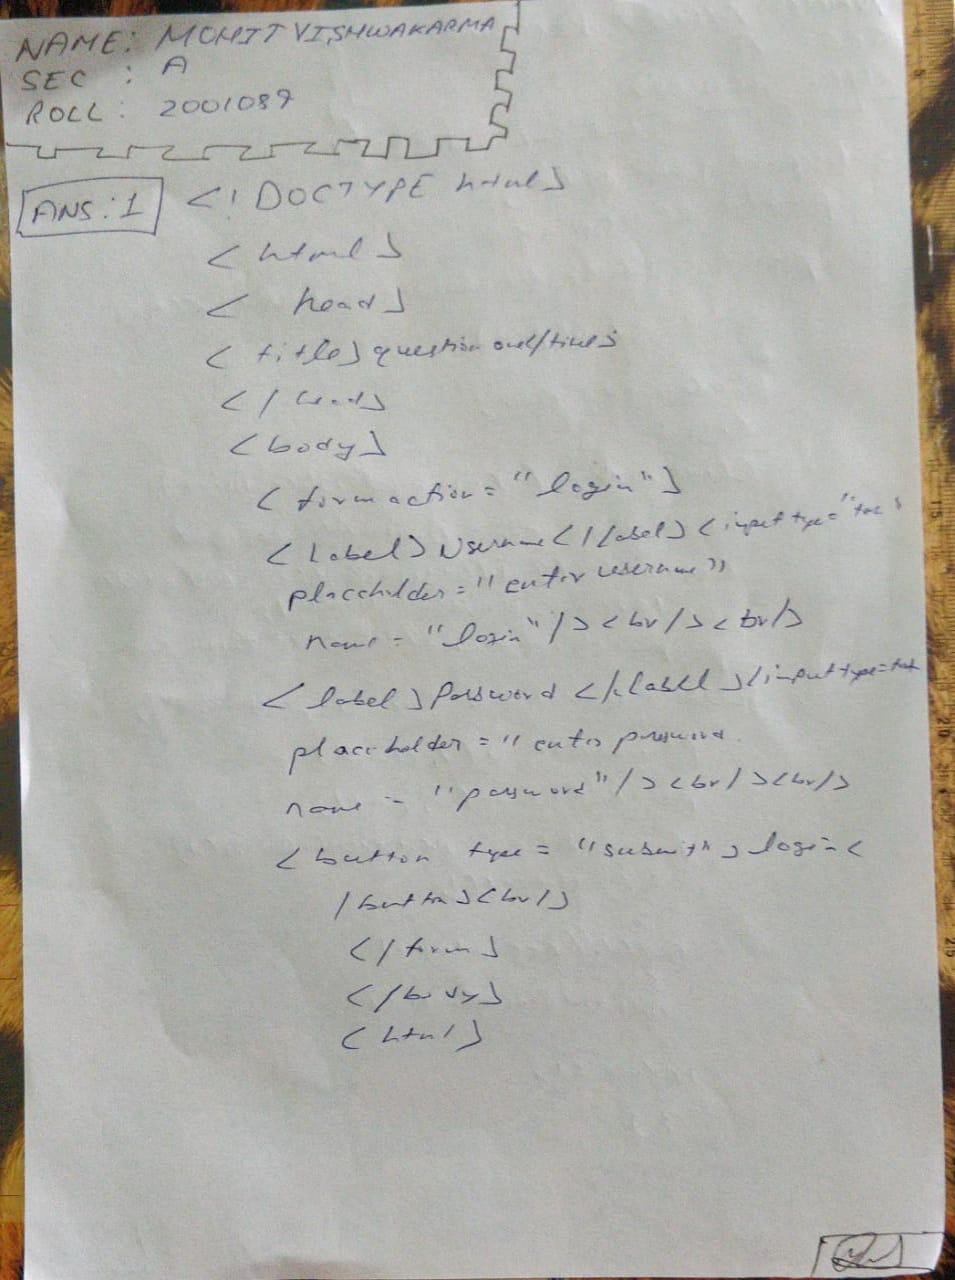 NAME: MOHIT VISHWAKARMA
SEC : A
ROLL: 2001089
ANS:1 <!DOCTYPE html>
<html>
< head>
<title>question one</title>
</head>
<body>
<form action="login">
<Label>Username</label><input type="tex"
placeholder="enter username"
name="login"/><br/><br/>
<label>Password</label><input type=text
placeholder="enter password
name="password"/><br/><br/>
<button type="submit">login<
/button><br/>
</form>
</body>
<html>